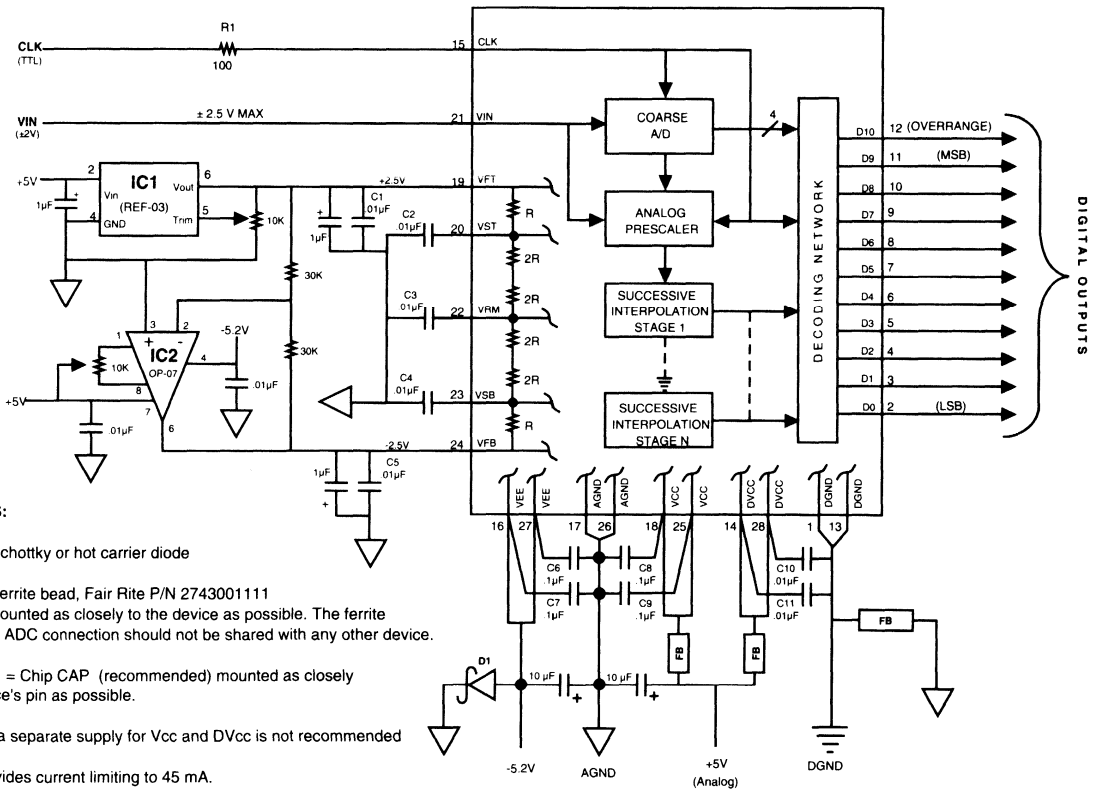 R1
CLK
(TTL)
100
15 CLK
VIN
(±2V)
± 2.5 V MAX
21 VIN
COARSE
A/D
4
ANALOG
PRESCALER
SUCCESSIVE
INTERPOLATION
STAGE 1
SUCCESSIVE
INTERPOLATION
STAGE N
DECODING NETWORK
D10 12 (OVERRANGE)
D9 11 (MSB)
D8 10
D7 9
D6 8
D5 7
D4 6
D3 5
D2 4
D1 3
D0 2 (LSB)
DIGITAL OUTPUTS
+5V
2
IC1
(REF-03)
Vin
Vout
6
Trim
5
4
GND
1µF
+
10K
+2.5V
19 VFT
+
1µF
C1
.01µF
C2
.01µF
20 VST
R
2R
2R
C3
.01µF
22 VRM
2R
2R
C4
.01µF
23 VSB
R
-2.5V
24 VFB
30K
30K
1
3
2
+ -
IC2
OP-07
4
-5.2V
.01µF
10K
8
+5V
7
.01µF
6
1µF
+
C5
.01µF
VEE
VEE
AGND
AGND
VCC
VCC
DVCC
DVCC
DGND
DGND
16 27 17 26 18 25 14 28 1 13
C6
.1µF
C8
.1µF
C7
1µF
C9
.1µF
C10
.01µF
C11
.01µF
FB
FB
FB
D1
10 µF
+
10 µF
+
-5.2V
AGND
+5V
(Analog)
DGND
S:
chottky or hot carrier diode
errite bead, Fair Rite P/N 2743001111
ounted as closely to the device as possible. The ferrite
ADC connection should not be shared with any other device.
= Chip CAP (recommended) mounted as closely
ce's pin as possible.
a separate supply for Vcc and DVcc is not recommended
vides current limiting to 45 mA.